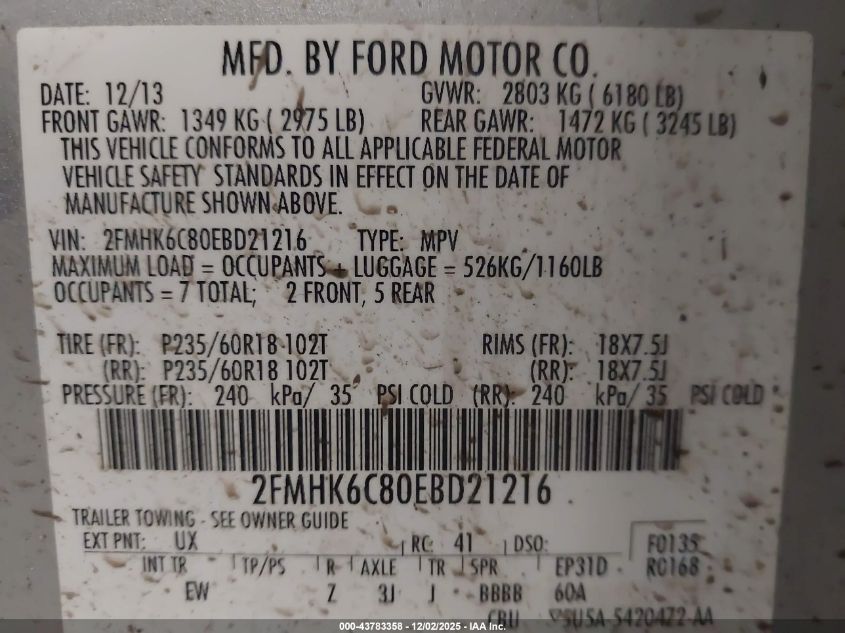 MFD. BY FORD MOTOR CO.
DATE: 12/13 GVWR: 2803 KG ( 6180 LB)
FRONT GAWR: 1349 KG ( 2975 LB) REAR GAWR: 1472 KG ( 3245 LB)
THIS VEHICLE CONFORMS TO ALL APPLICABLE FEDERAL MOTOR
VEHICLE SAFETY STANDARDS IN EFFECT ON THE DATE OF
MANUFACTURE SHOWN ABOVE.
VIN: 2FMHK6C80EBD21216 TYPE: MPV
MAXIMUM LOAD = OCCUPANTS + LUGGAGE = 526KG/1160LB
OCCUPANTS = 7 TOTAL; 2 FRONT, 5 REAR
TIRE (FR): P235/60R18 102T RIMS (FR): 18X7.5J
(RR): P235/60R18 102T (RR): 18X7.5J
PRESSURE (FR): 240 kPa/ 35 PSI COLD (RR): 240 kPa/ 35 PSI COLD
2FMHK6C80EBD21216
TRAILER TOWING - SEE OWNER GUIDE
EXT PNT: UX RC: 41 DSO: F0135
INT TR TP/PS R AXLE TR SPR EP31D R0168
EW Z 3J J BBBB 60A
5U5A-5420472-AA
000-43783358 - 12/02/2025 - IAA Inc.